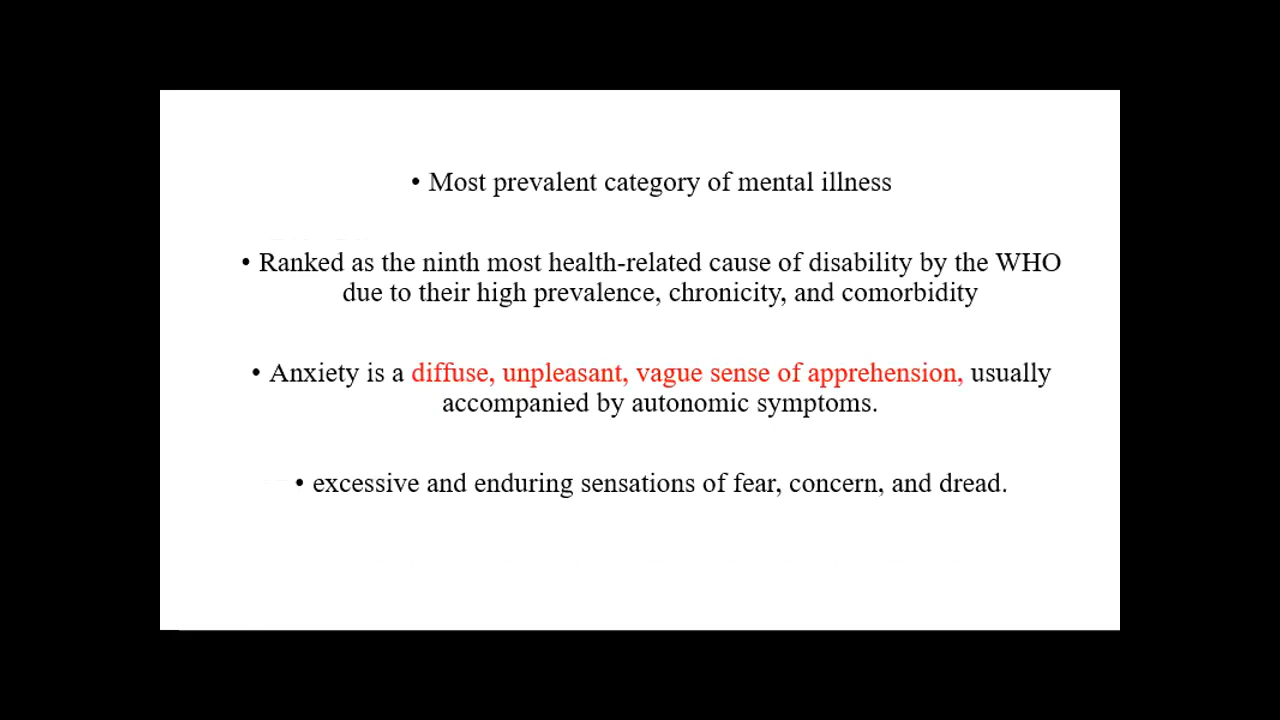 • Most prevalent category of mental illness
• Ranked as the ninth most health-related cause of disability by the WHO
due to their high prevalence, chronicity, and comorbidity
• Anxiety is a diffuse, unpleasant, vague sense of apprehension, usually
accompanied by autonomic symptoms.
• excessive and enduring sensations of fear, concern, and dread.